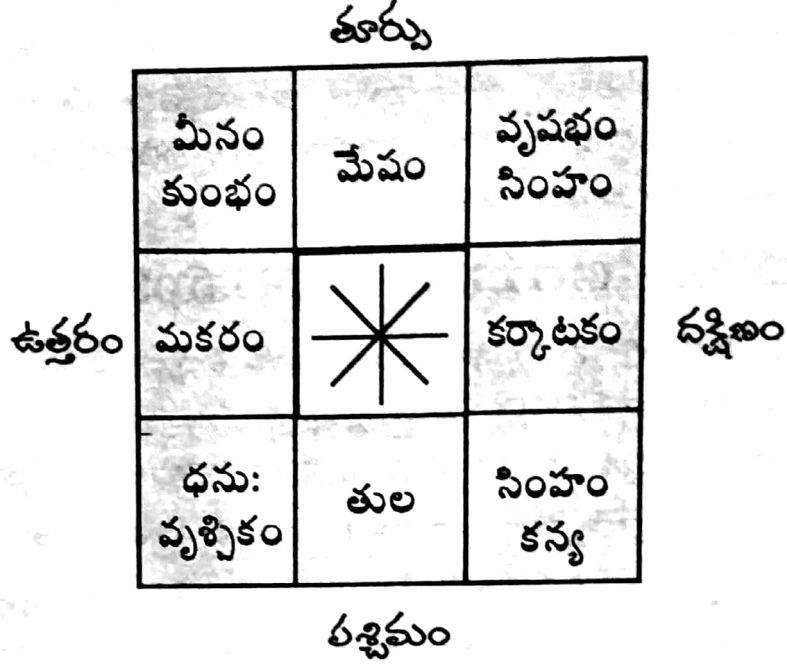 తూర్పు
మీనం
కుంభం
మేషం
వృషభం
సింహం
ఉత్తరం
మకరం
కర్కాటకం
దక్షిణం
ధనుః
వృశ్చికం
తుల
సింహం
కన్య
పశ్చిమం